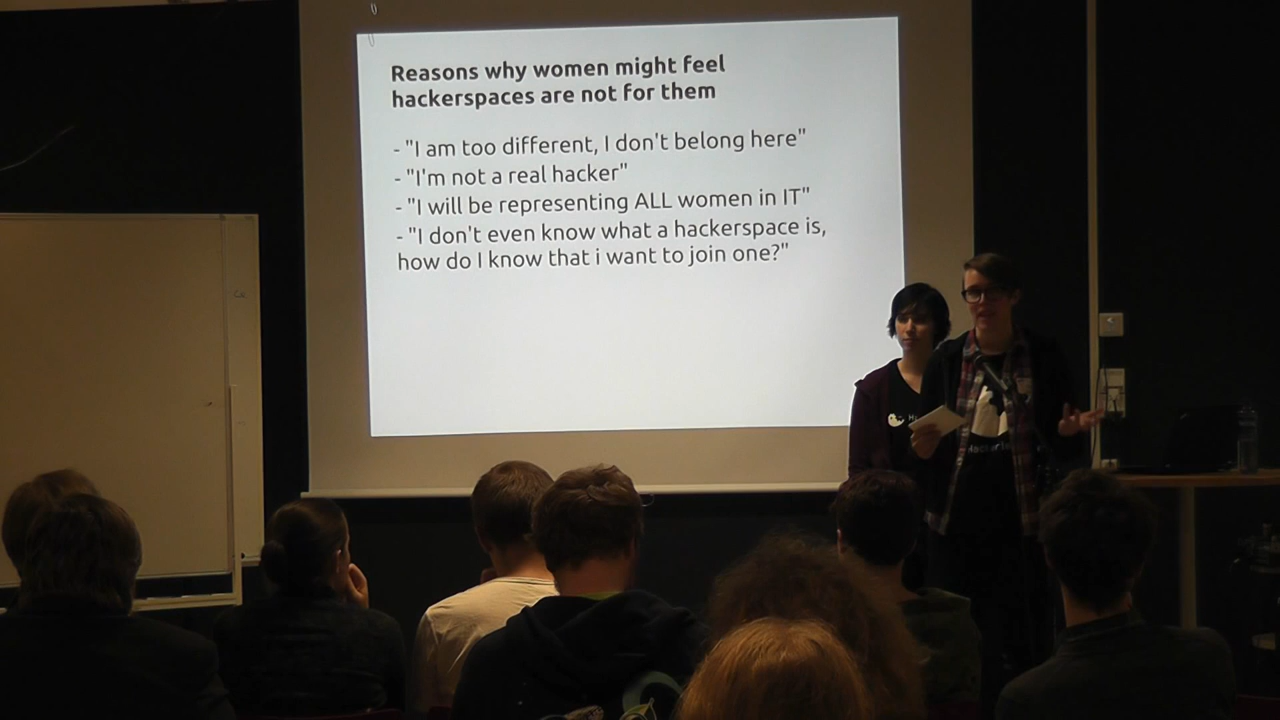 Reasons why women might feel
hackerspaces are not for them
- "I am too different, I don't belong here"
- "I'm not a real hacker"
- "I will be representing ALL women in IT"
- "I don't even know what a hackerspace is,
how do I know that i want to join one?"